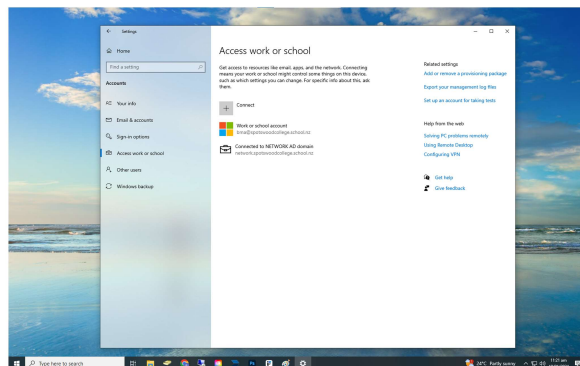 Settings
Home
Find a setting
Accounts
Your info
Email & accounts
Sign-in options
Access work or school
Other users
Windows backup
Access work or school
Get access to resources like email, apps, and the network. Connecting
means your work or school might control some things on this device,
such as which settings you can change. For specific info about this, ask
them.
Connect
Work or school account
Connected to NETWORK AD domain
network.spotswoodcollege.school.nz
Related settings
Add or remove a provisioning package
Export your management log files
Set up an account for taking tests
Help from the web
Solving PC problems remotely
Using Remote Desktop
Configuring VPN
Get help
Give feedback
Type here to search
24°C Partly sunny
11:21 am